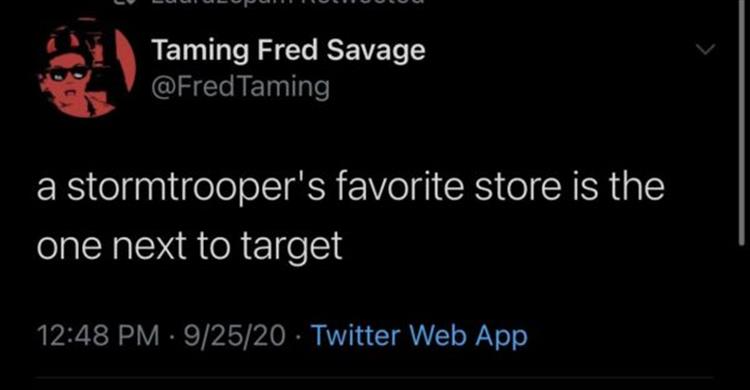 Taming Fred Savage
@FredTaming
a stormtrooper's favorite store is the
one next to target
12:48 PM · 9/25/20 · Twitter Web App